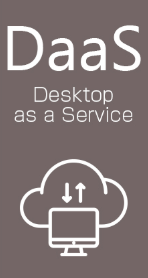 DaaS
Desktop
as a Service